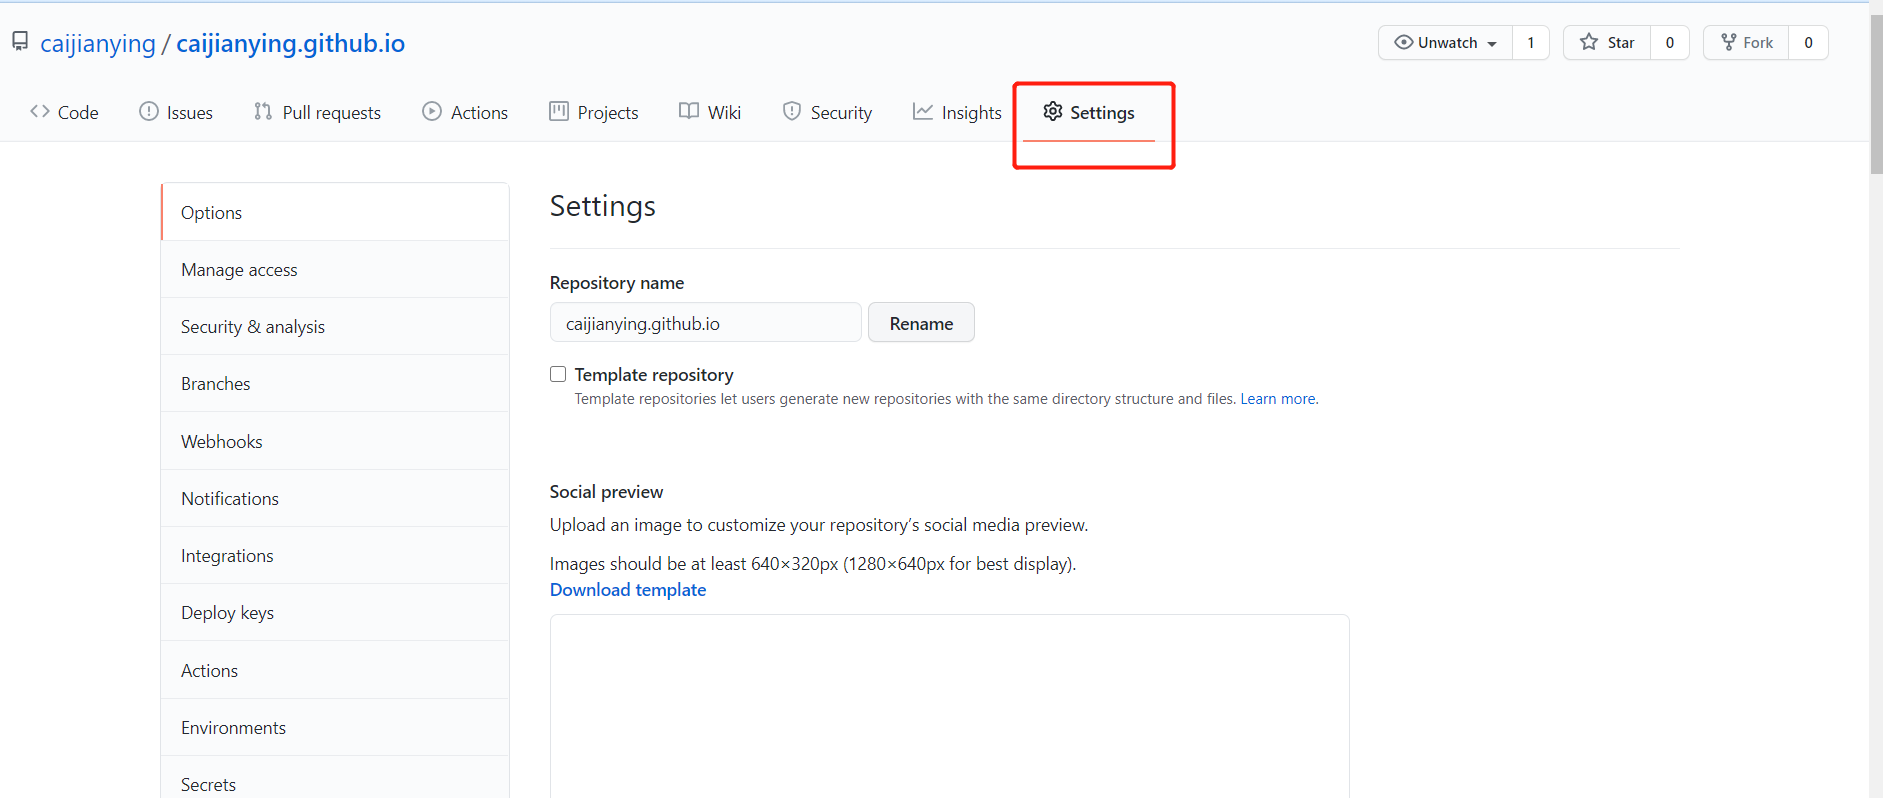 caijianying / caijianying.github.io
Unwatch 1 Star 0 Fork 0
Code Issues Pull requests Actions Projects Wiki Security Insights Settings
Options
Manage access
Security & analysis
Branches
Webhooks
Notifications
Integrations
Deploy keys
Actions
Environments
Secrets
Settings
Repository name
caijianying.github.io Rename
Template repository
Template repositories let users generate new repositories with the same directory structure and files. Learn more.
Social preview
Upload an image to customize your repository’s social media preview.
Images should be at least 640×320px (1280×640px for best display).
Download template